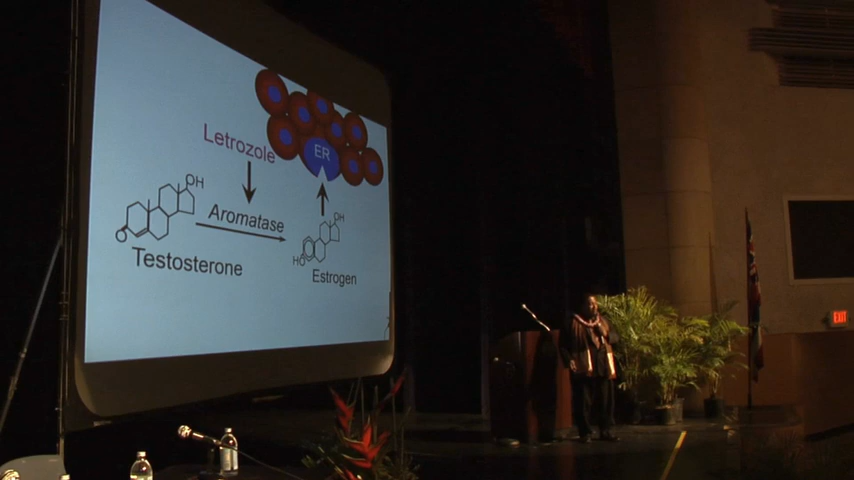 Letrozole
ER
OH
Aromatase
OH
O
Testosterone
HO
Estrogen
EXIT